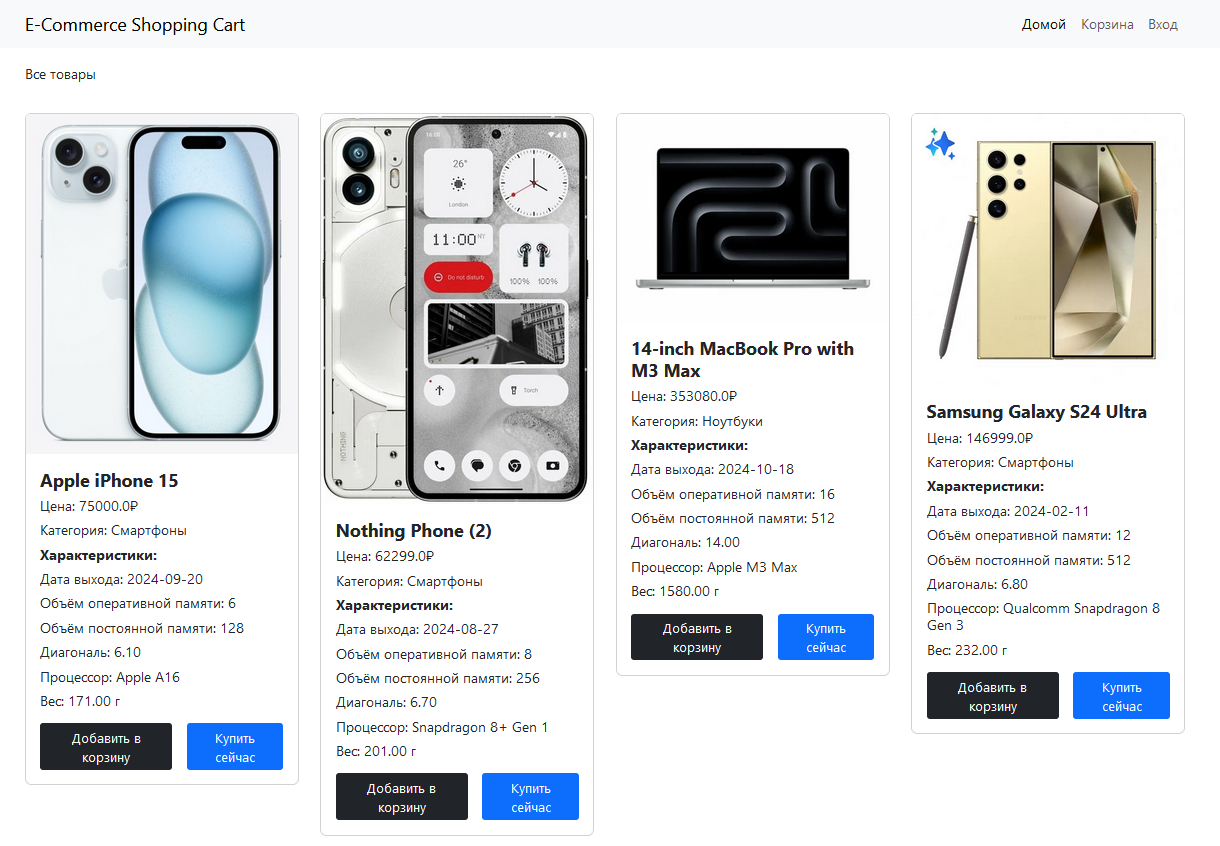 E-Commerce Shopping Cart
Домой Корзина Вход
Все товары
Apple iPhone 15
Цена: 75000.0₽
Категория: Смартфоны
Характеристики:
Дата выхода: 2024-09-20
Объём оперативной памяти: 6
Объём постоянной памяти: 128
Диагональ: 6.10
Процессор: Apple A16
Вес: 171.00 г
Добавить в
корзину
Купить
сейчас
16:00
26°
London
11:00 NY
Do not disturb
100% 100%
Torch
NOTHING
Nothing Phone (2)
Цена: 62299.0₽
Категория: Смартфоны
Характеристики:
Дата выхода: 2024-08-27
Объём оперативной памяти: 8
Объём постоянной памяти: 256
Диагональ: 6.70
Процессор: Snapdragon 8+ Gen 1
Вес: 201.00 г
Добавить в
корзину
Купить
сейчас
14-inch MacBook Pro with
M3 Max
Цена: 353080.0₽
Категория: Ноутбуки
Характеристики:
Дата выхода: 2024-10-18
Объём оперативной памяти: 16
Объём постоянной памяти: 512
Диагональ: 14.00
Процессор: Apple M3 Max
Вес: 1580.00 г
Добавить в
корзину
Купить
сейчас
SAMSUNG
Samsung Galaxy S24 Ultra
Цена: 146999.0₽
Категория: Смартфоны
Характеристики:
Дата выхода: 2024-02-11
Объём оперативной памяти: 12
Объём постоянной памяти: 512
Диагональ: 6.80
Процессор: Qualcomm Snapdragon 8
Gen 3
Вес: 232.00 г
Добавить в
корзину
Купить
сейчас